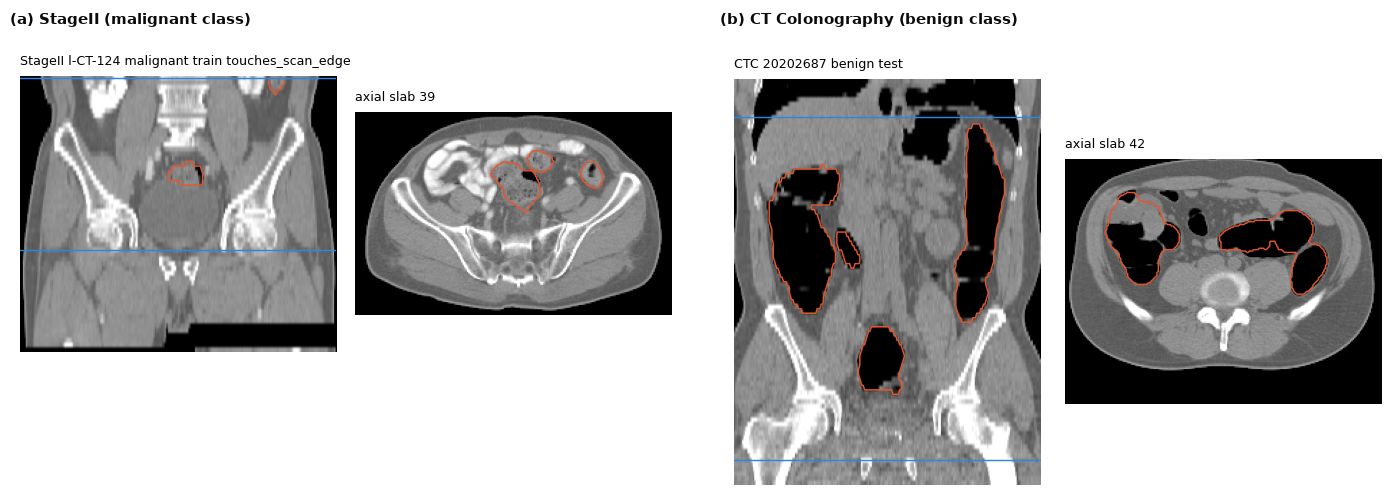 (a) StageII (malignant class)
StageII l-CT-124 malignant train touches_scan_edge
axial slab 39
(b) CT Colonography (benign class)
CTC 20202687 benign test
axial slab 42